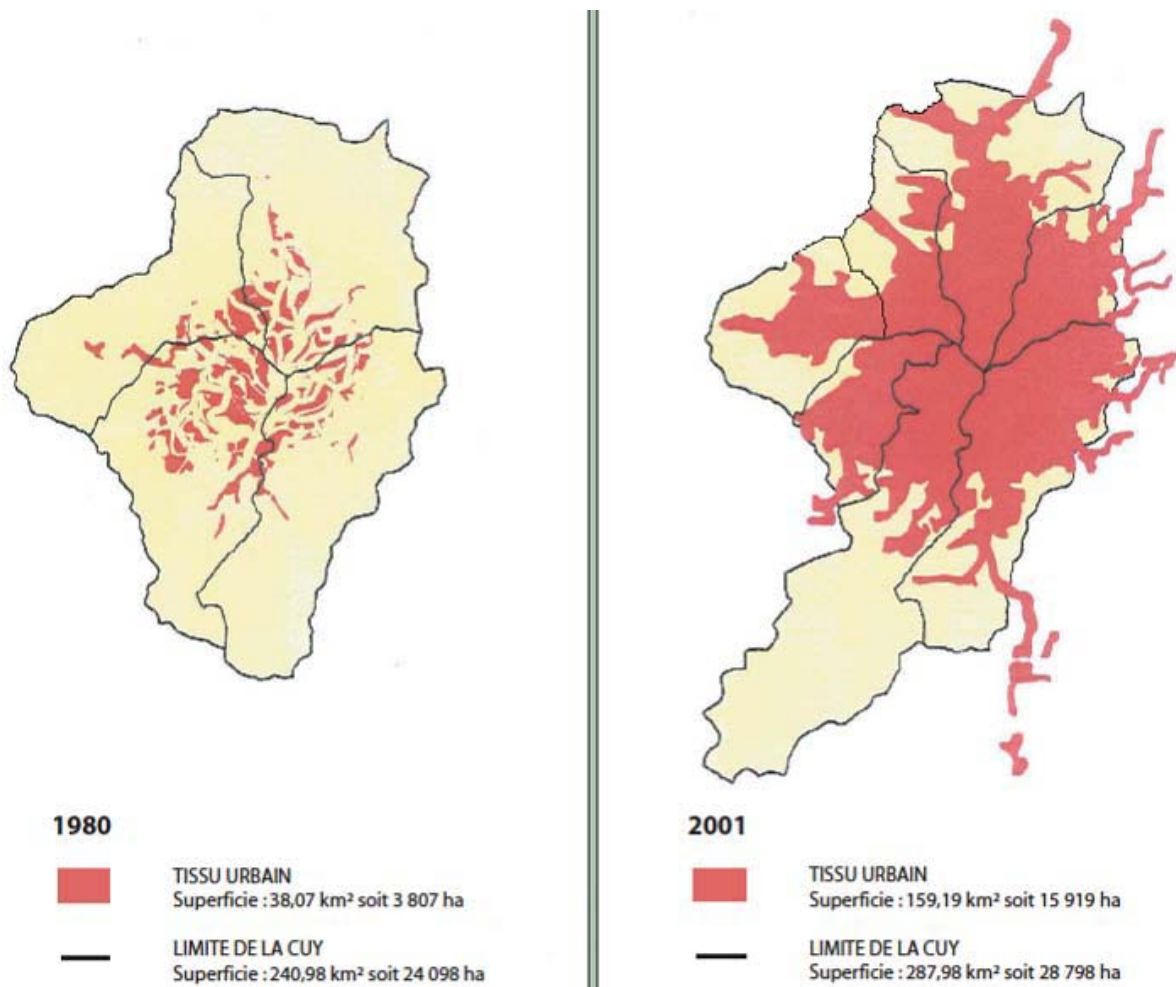 1980
TISSU URBAIN
Superficie : 38,07 km² soit 3 807 ha
LIMITE DE LA CUY
Superficie : 240,98 km² soit 24 098 ha
2001
TISSU URBAIN
Superficie : 159,19 km² soit 15 919 ha
LIMITE DE LA CUY
Superficie : 287,98 km² soit 28 798 ha